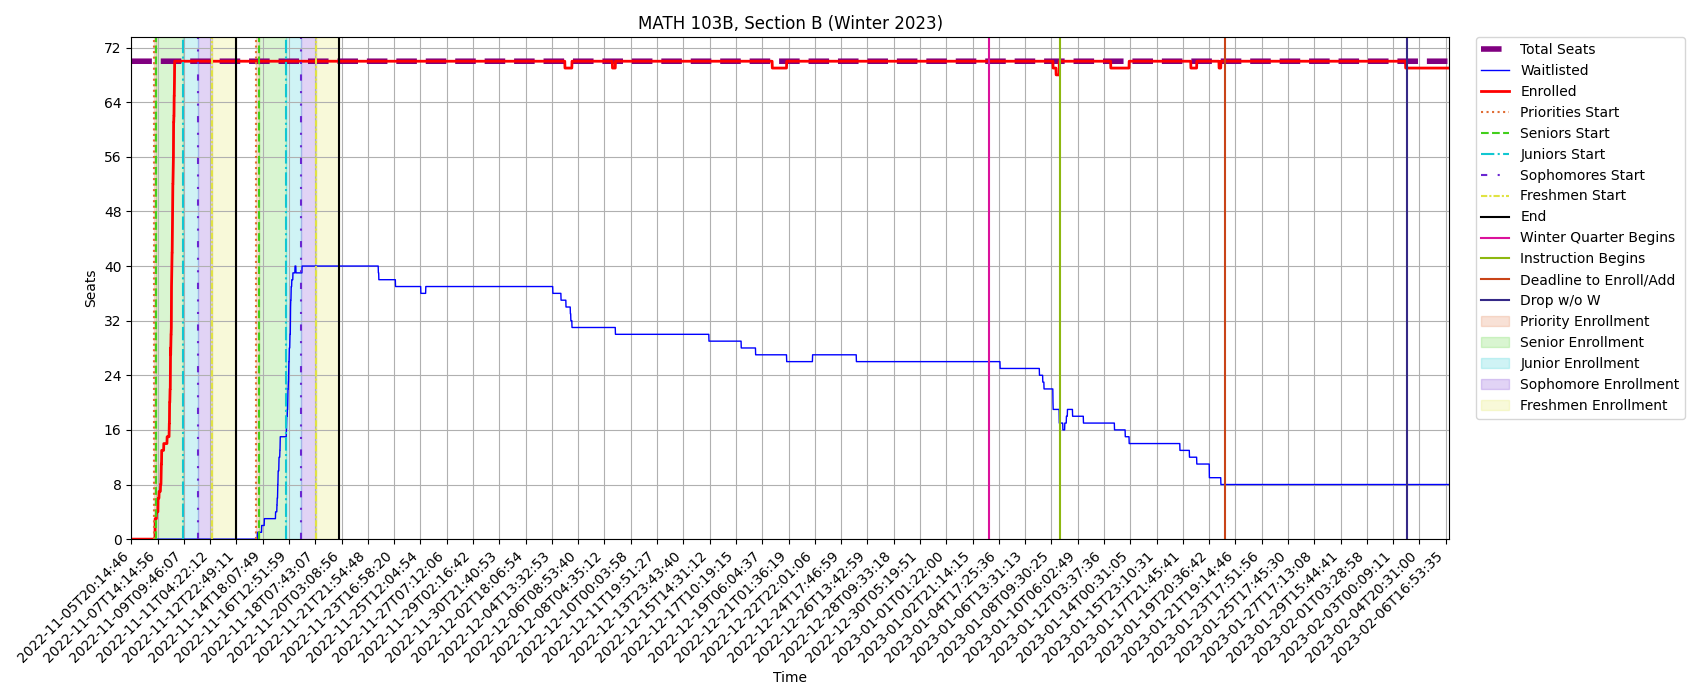 MATH 103B, Section B (Winter 2023)
72
64
56
48
40
32
24
16
8
0
Seats
2022-11-05T20:14:46
2022-11-07T14:14:56
2022-11-09T09:46:07
2022-11-11T04:22:12
2022-11-12T22:49:11
2022-11-14T18:07:49
2022-11-16T12:51:59
2022-11-18T07:43:07
2022-11-20T03:08:56
2022-11-21T21:54:48
2022-11-23T16:58:20
2022-11-25T12:04:54
2022-11-27T07:12:06
2022-11-29T02:16:42
2022-11-30T21:40:53
2022-12-02T18:06:54
2022-12-04T13:32:53
2022-12-06T08:53:40
2022-12-08T04:35:12
2022-12-10T00:03:58
2022-12-11T19:51:27
2022-12-13T23:43:40
2022-12-15T14:31:12
2022-12-17T10:19:15
2022-12-19T06:04:37
2022-12-21T01:36:19
2022-12-22T22:01:06
2022-12-24T17:46:59
2022-12-26T13:42:59
2022-12-28T09:33:18
2022-12-30T05:19:51
2023-01-01T01:22:00
2023-01-02T21:14:15
2023-01-04T17:25:36
2023-01-06T13:31:13
2023-01-08T09:30:25
2023-01-10T06:02:49
2023-01-12T03:37:36
2023-01-14T00:31:05
2023-01-15T23:10:31
2023-01-17T21:45:41
2023-01-19T20:36:42
2023-01-21T19:14:46
2023-01-23T17:51:56
2023-01-25T17:45:30
2023-01-27T17:13:08
2023-01-29T15:44:41
2023-02-01T03:28:58
2023-02-03T00:09:11
2023-02-04T20:31:00
2023-02-06T16:53:35
Time
Total Seats
Waitlisted
Enrolled
Priorities Start
Seniors Start
Juniors Start
Sophomores Start
Freshmen Start
End
Winter Quarter Begins
Instruction Begins
Deadline to Enroll/Add
Drop w/o W
Priority Enrollment
Senior Enrollment
Junior Enrollment
Sophomore Enrollment
Freshmen Enrollment